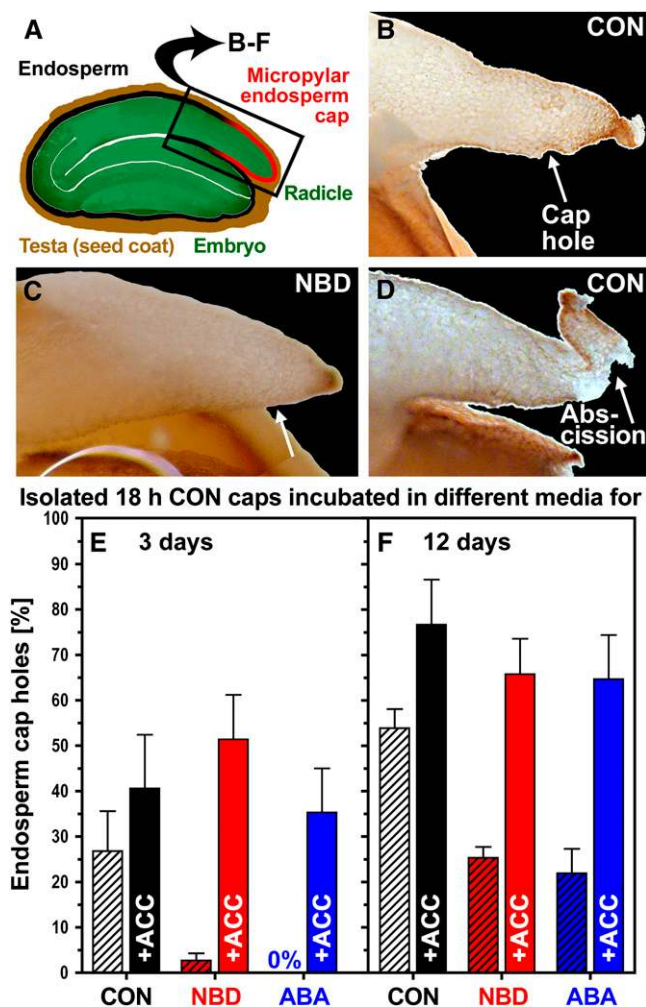 A
B-F
Endosperm
Micropylar
endosperm
cap
Radicle
Testa (seed coat)
Embryo
B
CON
Cap
hole
C
NBD
D
CON
Abs-
cission
Isolated 18 h CON caps incubated in different media for
E 3 days
F 12 days
Endosperm cap holes [%]
100
90
80
70
60
50
40
30
20
10
0
+ACC
+ACC
0%
+ACC
+ACC
+ACC
+ACC
CON
NBD
ABA
CON
NBD
ABA